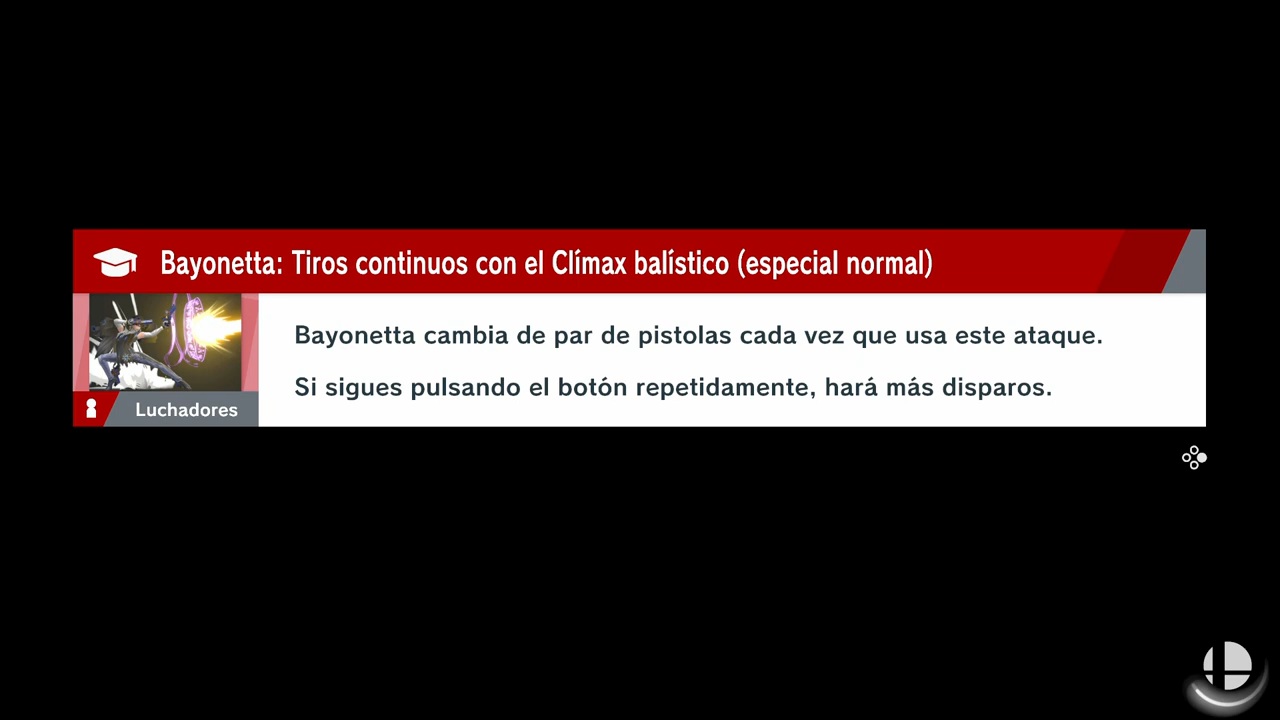 Bayonetta: Tiros continuos con el Clímax balístico (especial normal)
Bayonetta cambia de par de pistolas cada vez que usa este ataque.
Si sigues pulsando el botón repetidamente, hará más disparos.
Luchadores